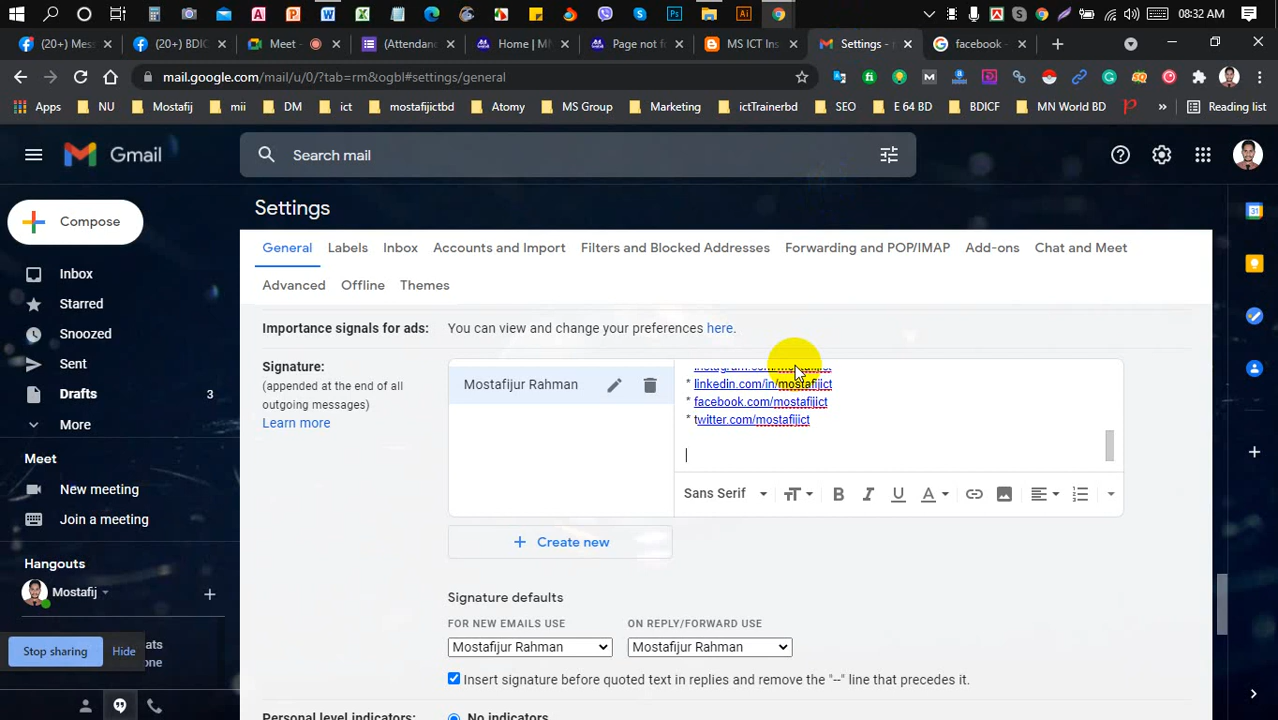 08:32 AM
(20+) Mess
(20+) BDIC
Meet -
(Attendanc
Home | M
Page not f
MS ICT Ins
Settings -
facebook -
mail.google.com/mail/u/0/?tab=rm&ogbl#settings/general
Apps
NU
Mostafij
mii
DM
ict
mostafijictbd
Atomy
MS Group
Marketing
ictTrainerbd
SEO
E 64 BD
BDICF
MN World BD
Reading list
Gmail
Search mail
Settings
Compose
General
Labels
Inbox
Accounts and Import
Filters and Blocked Addresses
Forwarding and POP/IMAP
Add-ons
Chat and Meet
Advanced
Offline
Themes
Inbox
Starred
Snoozed
Sent
Drafts
3
More
Meet
New meeting
Join a meeting
Hangouts
Mostafij
Stop sharing
Hide
Importance signals for ads:
You can view and change your preferences here.
Signature:
(appended at the end of all
outgoing messages)
Learn more
Mostafijur Rahman
* linkedin.com/in/mostafijict
* facebook.com/mostafijict
* twitter.com/mostafijict
Sans Serif
+ Create new
Signature defaults
FOR NEW EMAILS USE
ON REPLY/FORWARD USE
Mostafijur Rahman
Mostafijur Rahman
Insert signature before quoted text in replies and remove the "--" line that precedes it.
Personal level indicators:
No indicators